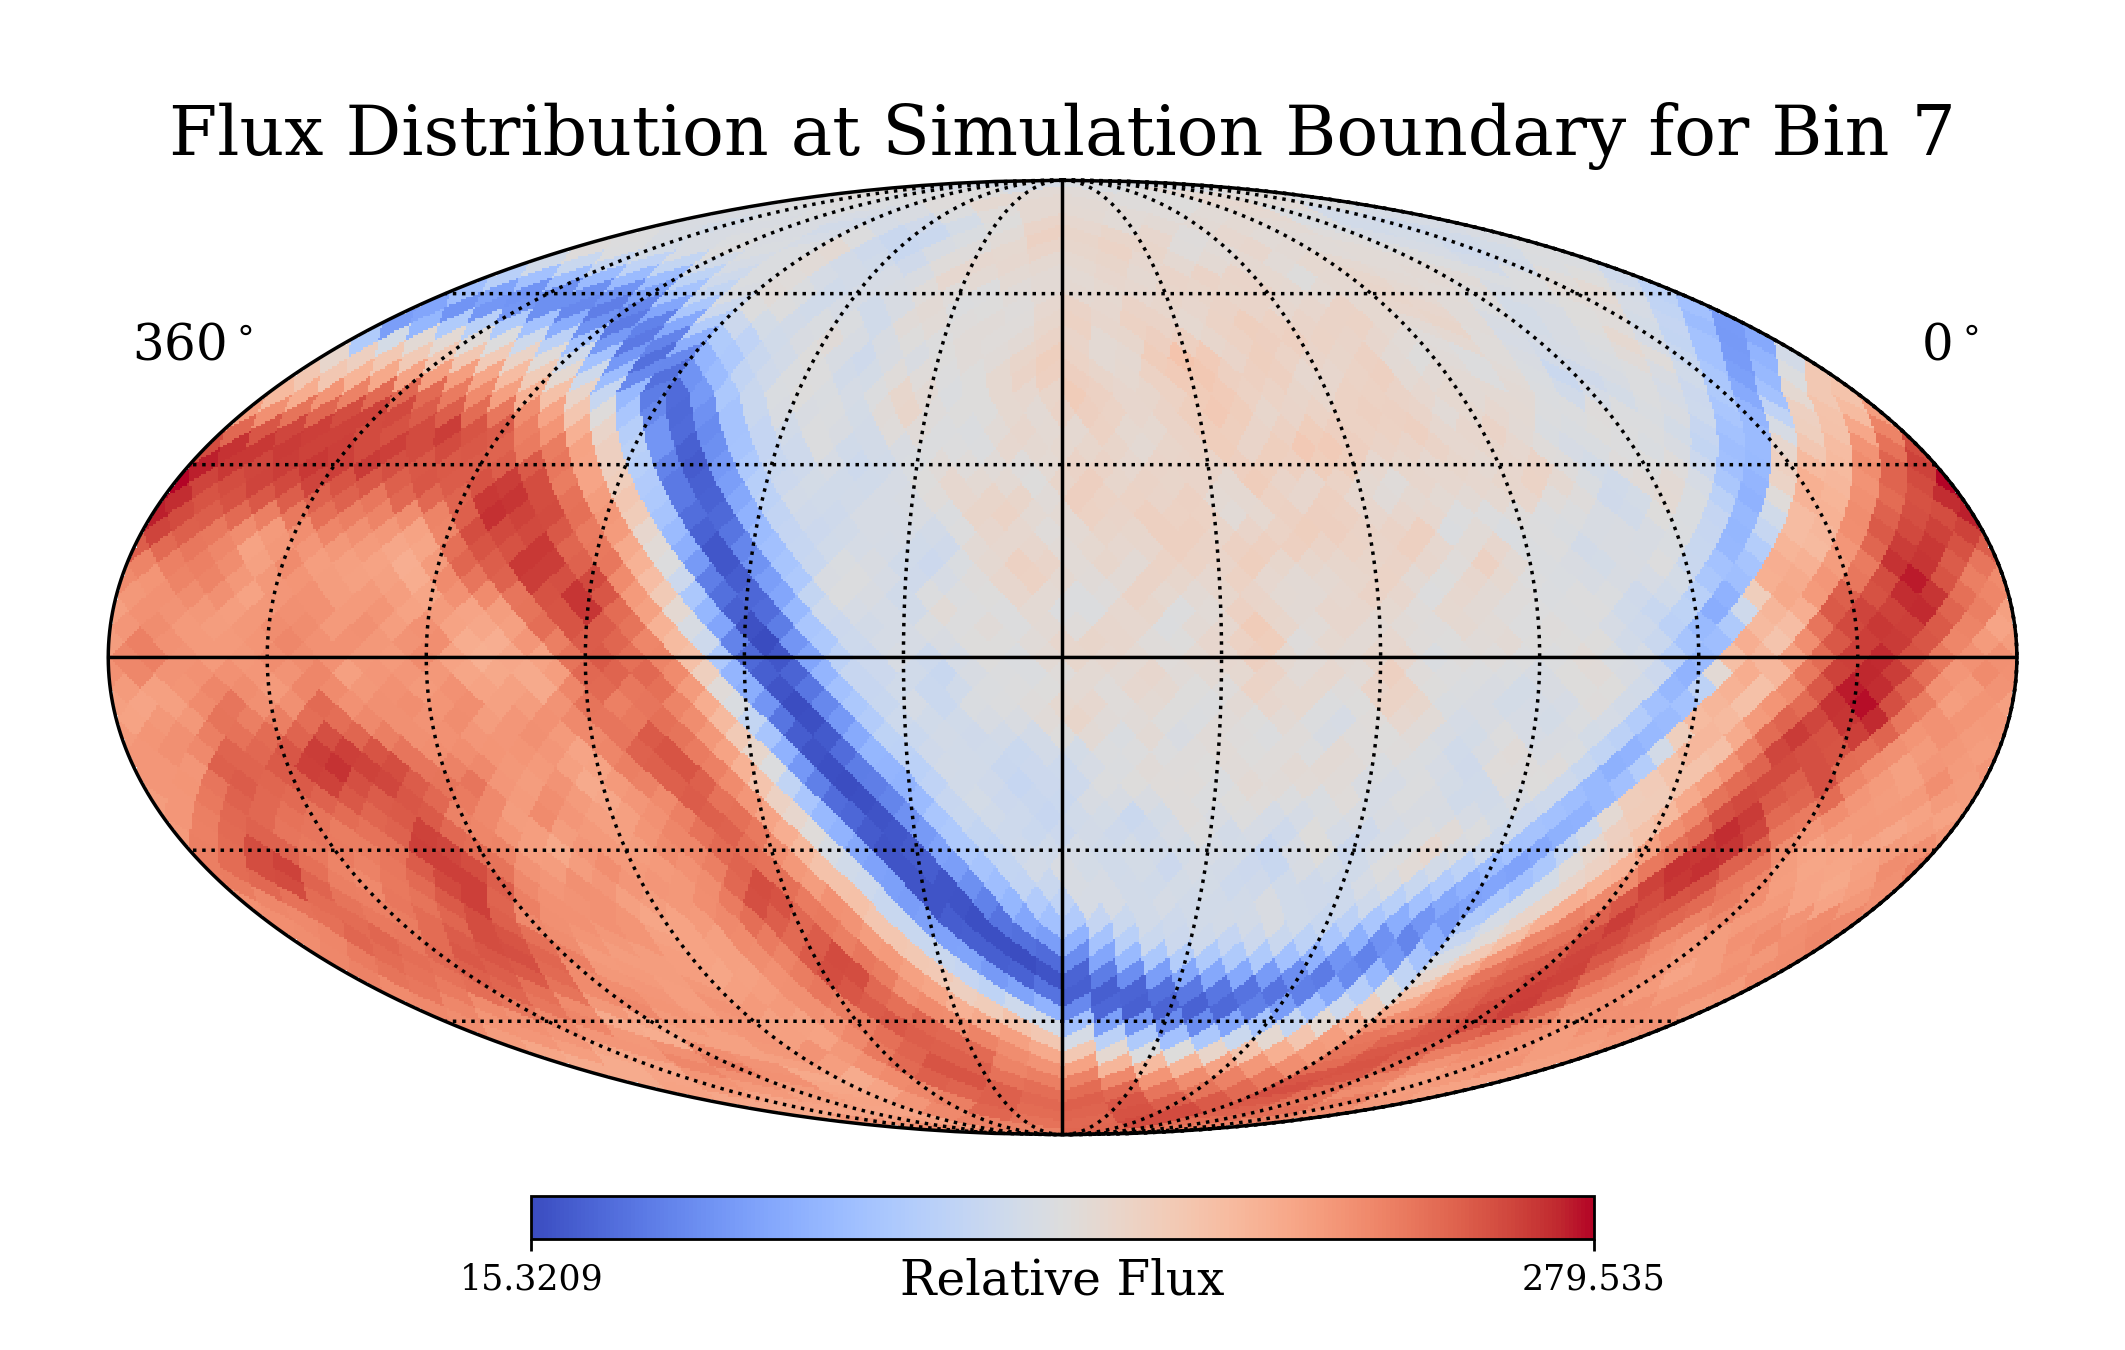 Flux Distribution at Simulation Boundary for Bin 7
360° 0°
15.3209 Relative Flux 279.535